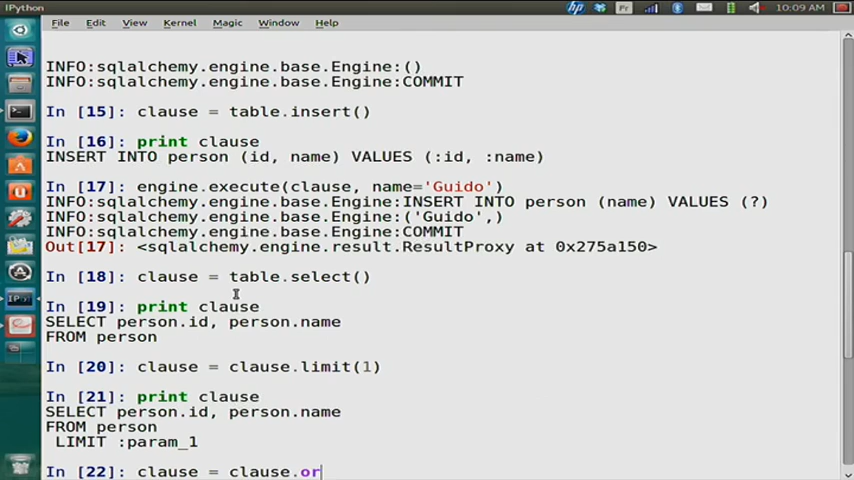 IPython
Fr
10:09 AM
File Edit View Kernel Magic Window Help
INFO:sqlalchemy.engine.base.Engine:()
INFO:sqlalchemy.engine.base.Engine:COMMIT
In [15]: clause = table.insert()
In [16]: print clause
INSERT INTO person (id, name) VALUES (:id, :name)
In [17]: engine.execute(clause, name='Guido')
INFO:sqlalchemy.engine.base.Engine:INSERT INTO person (name) VALUES (?)
INFO:sqlalchemy.engine.base.Engine:('Guido',)
INFO:sqlalchemy.engine.base.Engine:COMMIT
Out[17]: <sqlalchemy.engine.result.ResultProxy at 0x275a150>
In [18]: clause = table.select()
In [19]: print clause
SELECT person.id, person.name
FROM person
In [20]: clause = clause.limit(1)
In [21]: print clause
SELECT person.id, person.name
FROM person
LIMIT :param_1
In [22]: clause = clause.or